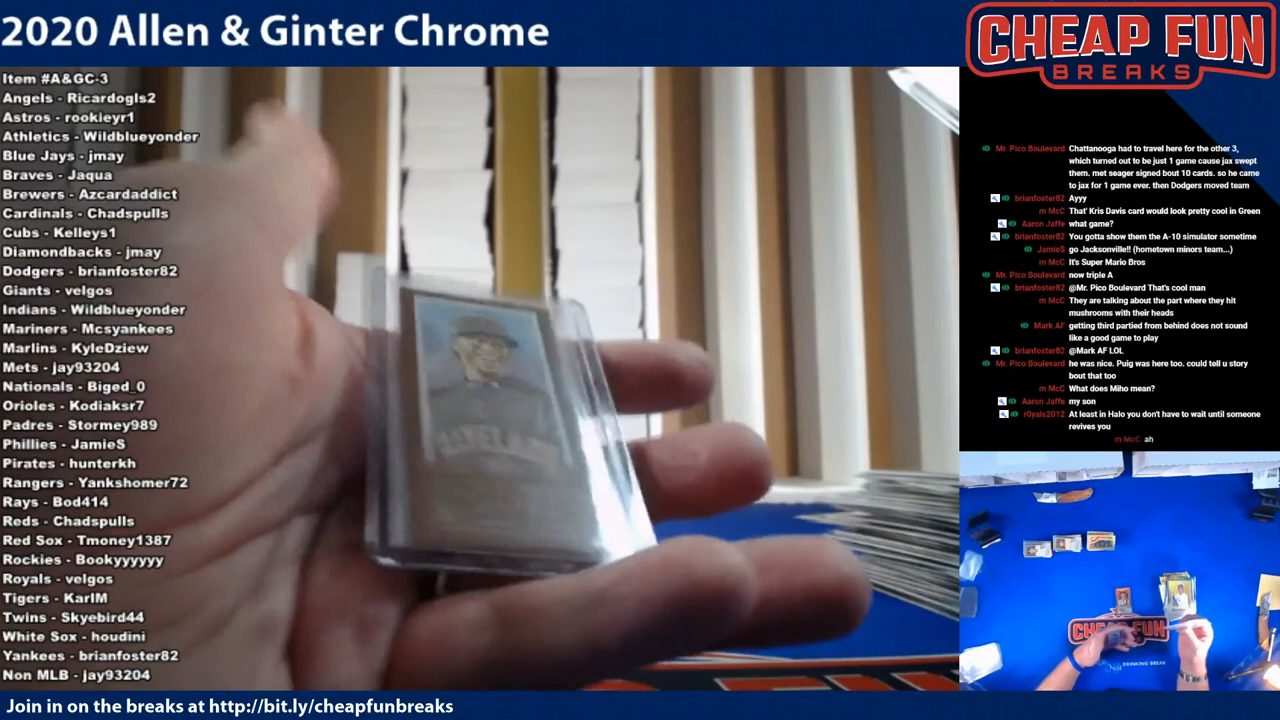 2020 Allen & Ginter Chrome
CHEAP FUN
BREAKS
Item #A&GC-3
Angels - Ricardogls2
Astros - rookieyr1
Athletics - Wildblueyonder
Blue Jays - jmay
Braves - Jaqua
Brewers - Azcardaddict
Cardinals - Chadspulls
Cubs - Kelleys1
Diamondbacks - jmay
Dodgers - brianfoster82
Giants - velgos
Indians - Wildblueyonder
Mariners - Mcsyankees
Marlins - KyleDziew
Mets - jay93204
Nationals - Biged_0
Orioles - Kodiaksr7
Padres - Stormey989
Phillies - JamieS
Pirates - hunterkh
Rangers - Yankshomer72
Rays - Bod414
Reds - Chadspulls
Red Sox - Tmoney1387
Rockies - Bookyyyyyy
Royals - velgos
Tigers - KarlM
Twins - Skyebird44
White Sox - houdini
Yankees - brianfoster82
Non MLB - jay93204
Mr. Pico Boulevard Chattanooga had to travel here for the other 3,
which turned out to be just 1 game cause jax swept
them. met seager signed bout 10 cards. so he came
to jax for 1 game ever. then Dodgers moved team
brianfoster82 Ayyy
m McC That' Kris Davis card would look pretty cool in Green
Aaron Jaffe what game?
brianfoster82 You gotta show them the A-10 simulator sometime
JamieS go Jacksonville!! (hometown minors team...)
m McC It's Super Mario Bros
Mr. Pico Boulevard now triple A
brianfoster82 @Mr. Pico Boulevard That's cool man
m McC They are talking about the part where they hit
mushrooms with their heads
Mark AF getting third partied from behind does not sound
like a good game to play
brianfoster82 @Mark AF LOL
Mr. Pico Boulevard he was nice. Puig was here too. could tell u story
bout that too
m McC What does Miho mean?
Aaron Jaffe my son
r0yals2012 At least in Halo you don't have to wait until someone
revives you
m McC ah
CHEAP FUN
DRINKING BREAK
Join in on the breaks at http://bit.ly/cheapfunbreaks